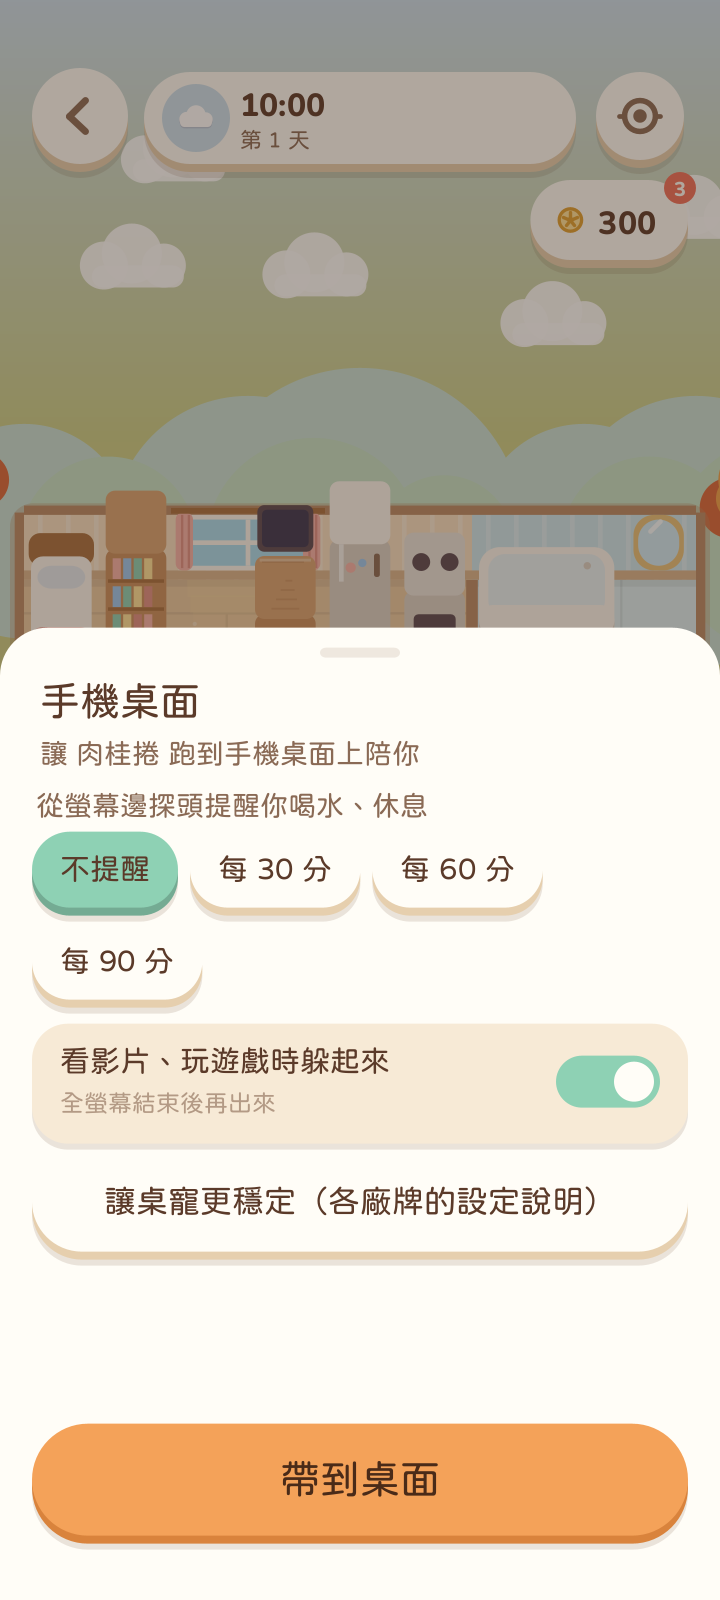 10:00
第 1 天
3
300
手機桌面
讓 肉桂捲 跑到手機桌面上陪你
從螢幕邊探頭提醒你喝水、休息
不提醒
每 30 分
每 60 分
每 90 分
看影片、玩遊戲時躲起來
全螢幕結束後再出來
讓桌寵更穩定（各廠牌的設定說明）
帶到桌面